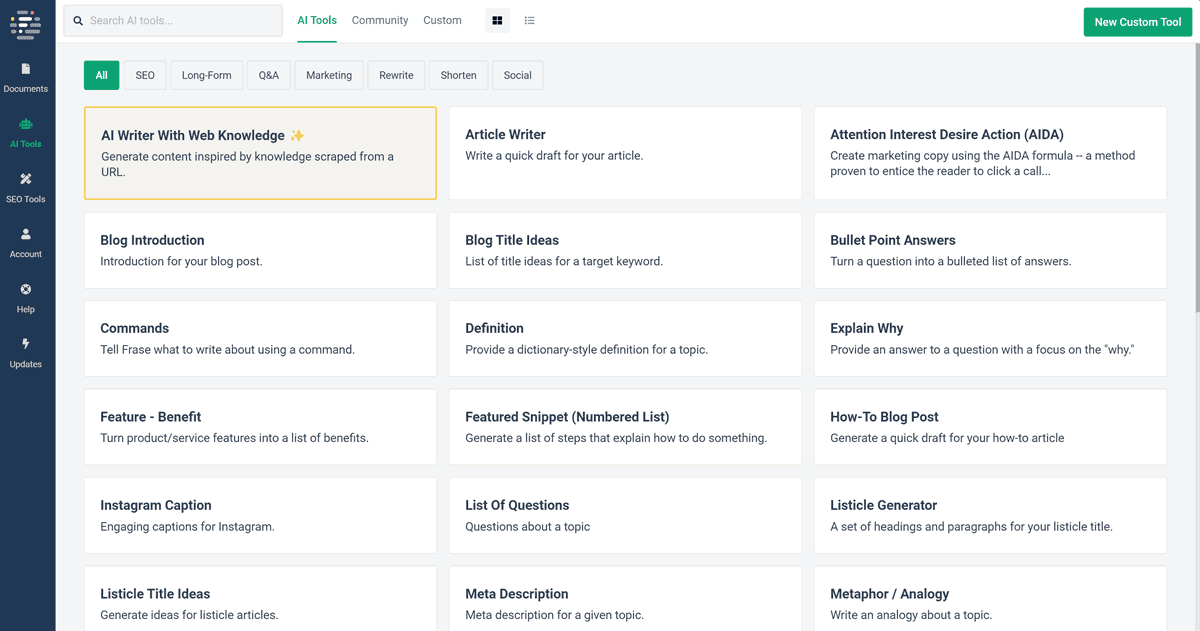 Search AI tools...
AI Tools
Community
Custom
New Custom Tool
Documents
AI Tools
SEO Tools
Account
Help
Updates
All
SEO
Long-Form
Q&A
Marketing
Rewrite
Shorten
Social
AI Writer With Web Knowledge ✨
Generate content inspired by knowledge scraped from a
URL.
Article Writer
Write a quick draft for your article.
Attention Interest Desire Action (AIDA)
Create marketing copy using the AIDA formula -- a method
proven to entice the reader to click a call...
Blog Introduction
Introduction for your blog post.
Blog Title Ideas
List of title ideas for a target keyword.
Bullet Point Answers
Turn a question into a bulleted list of answers.
Commands
Tell Frase what to write about using a command.
Definition
Provide a dictionary-style definition for a topic.
Explain Why
Provide an answer to a question with a focus on the "why."
Feature - Benefit
Turn product/service features into a list of benefits.
Featured Snippet (Numbered List)
Generate a list of steps that explain how to do something.
How-To Blog Post
Generate a quick draft for your how-to article
Instagram Caption
Engaging captions for Instagram.
List Of Questions
Questions about a topic
Listicle Generator
A set of headings and paragraphs for your listicle title.
Listicle Title Ideas
Generate ideas for listicle articles.
Meta Description
Meta description for a given topic.
Metaphor / Analogy
Write an analogy about a topic.